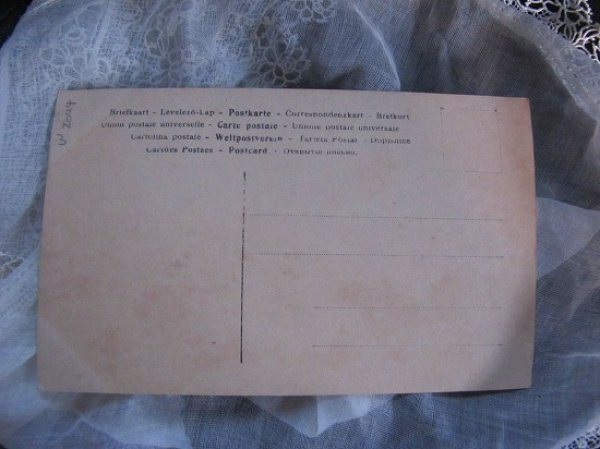 Briefkaart - Levelező-Lap - Postkarte - Correspondenzkart - Brefkort
Union postale universelle - Carte postale - Unione postale universale
Cartolina postale - Weltpostverein - Tarjeta Postal - Dopisnice
Cartões Postaes - Postcard - Открытое письмо.